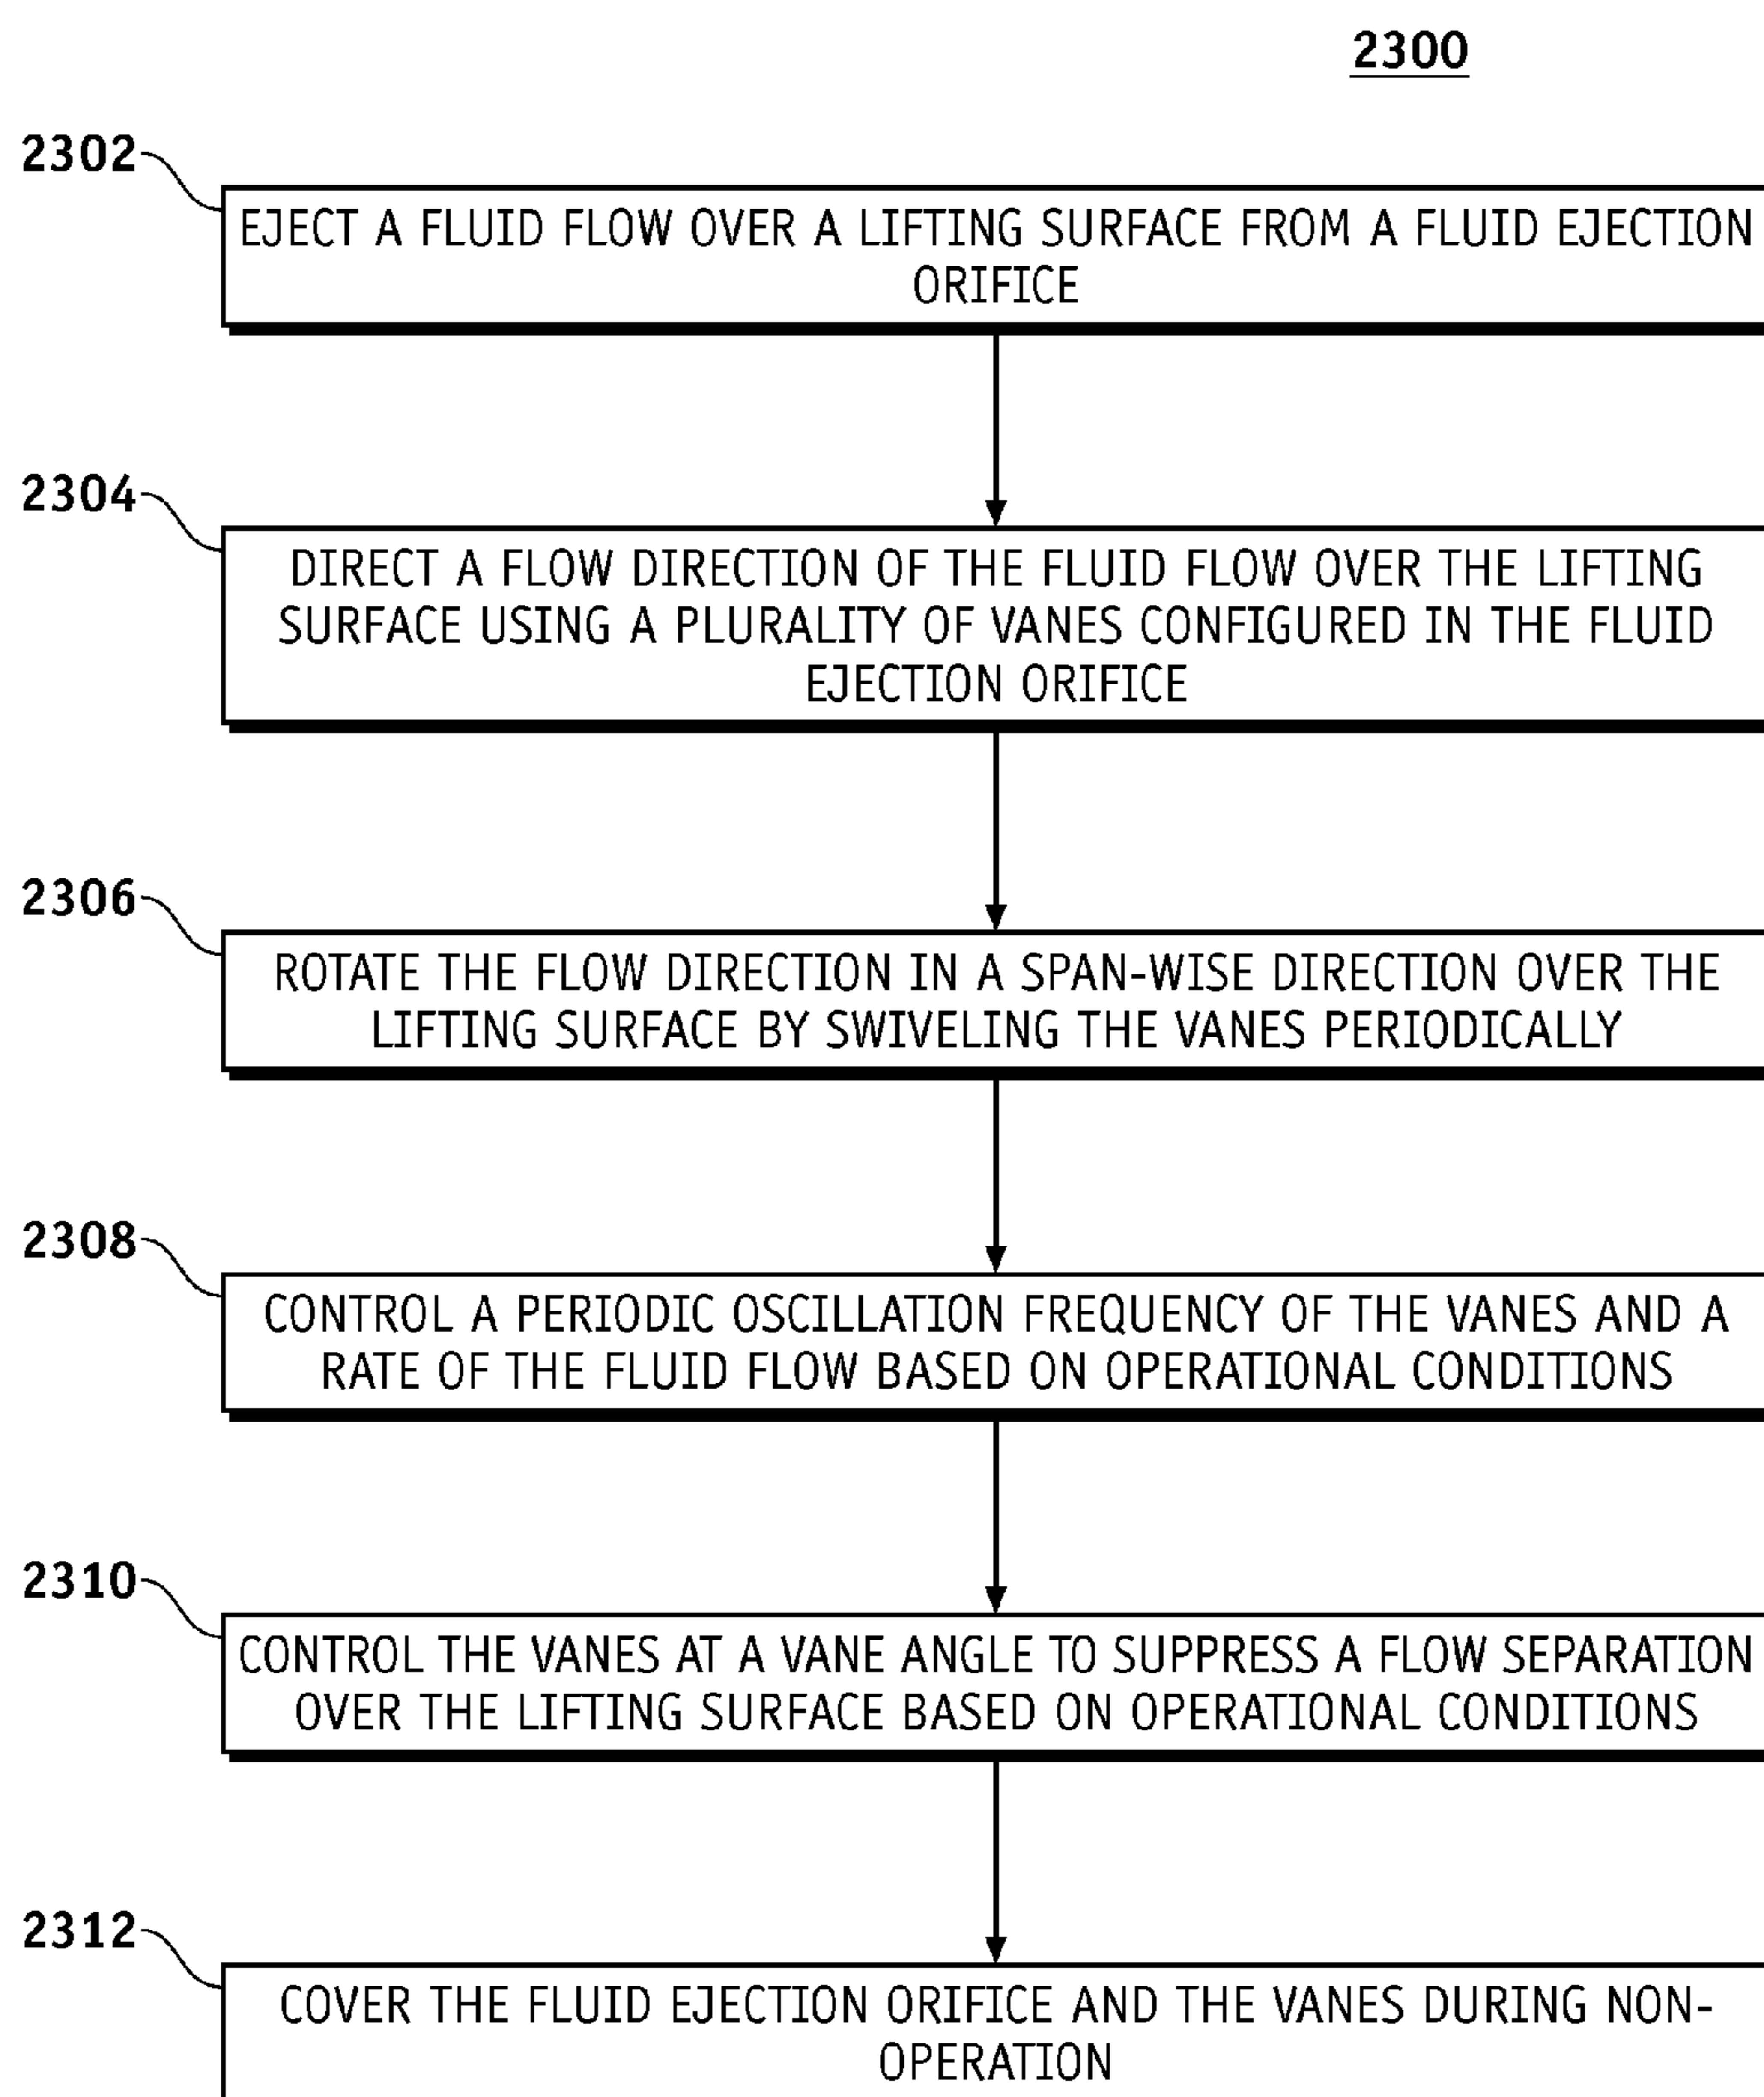 2300
2302
EJECT A FLUID FLOW OVER A LIFTING SURFACE FROM A FLUID EJECTION
ORIFICE
2304
DIRECT A FLOW DIRECTION OF THE FLUID FLOW OVER THE LIFTING
SURFACE USING A PLURALITY OF VANES CONFIGURED IN THE FLUID
EJECTION ORIFICE
2306
ROTATE THE FLOW DIRECTION IN A SPAN-WISE DIRECTION OVER THE
LIFTING SURFACE BY SWIVELING THE VANES PERIODICALLY
2308
CONTROL A PERIODIC OSCILLATION FREQUENCY OF THE VANES AND A
RATE OF THE FLUID FLOW BASED ON OPERATIONAL CONDITIONS
2310
CONTROL THE VANES AT A VANE ANGLE TO SUPPRESS A FLOW SEPARATION
OVER THE LIFTING SURFACE BASED ON OPERATIONAL CONDITIONS
2312
COVER THE FLUID EJECTION ORIFICE AND THE VANES DURING NON-
OPERATION